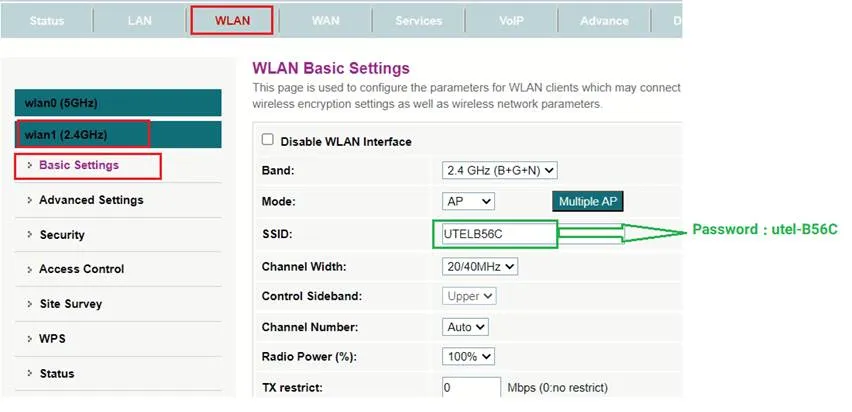 Status LAN WLAN WAN Services VoIP Advance D
WLAN Basic Settings
This page is used to configure the parameters for WLAN clients which may connect
wireless encryption settings as well as wireless network parameters.
wlan0 (5GHz)
wlan1 (2.4GHz)
Basic Settings
Advanced Settings
Security
Access Control
Site Survey
WPS
Status
Disable WLAN Interface
Band: 2.4 GHz (B+G+N)
Mode: AP Multiple AP
SSID: UTELB56C Password : utel-B56C
Channel Width: 20/40MHz
Control Sideband: Upper
Channel Number: Auto
Radio Power (%): 100%
TX restrict: 0 Mbps (0:no restrict)